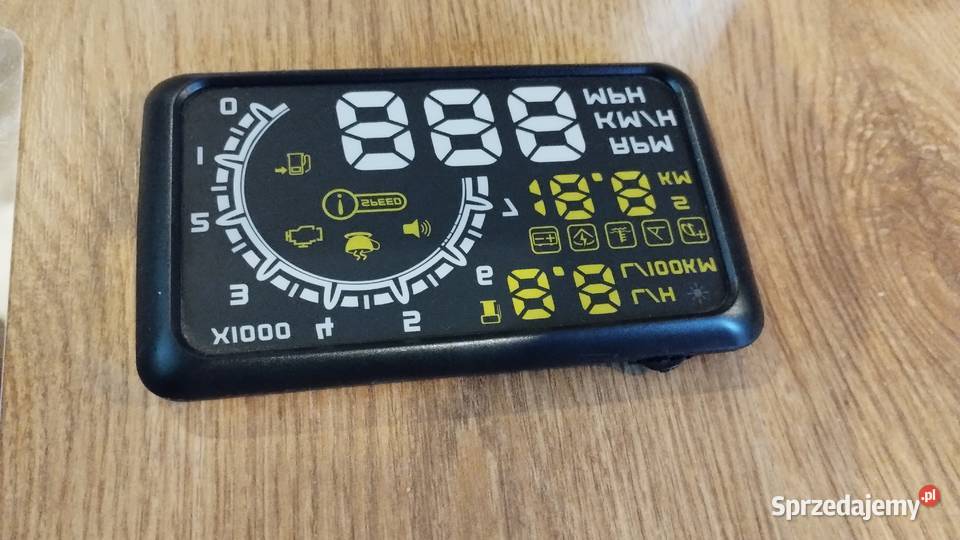 0
1
2
3
4
5
6
7
X1000
888
MPH
KM/H
RPM
i SPEED
18.8
KM
S
8.8
L/100KM
L/H
Sprzedajemy.pl